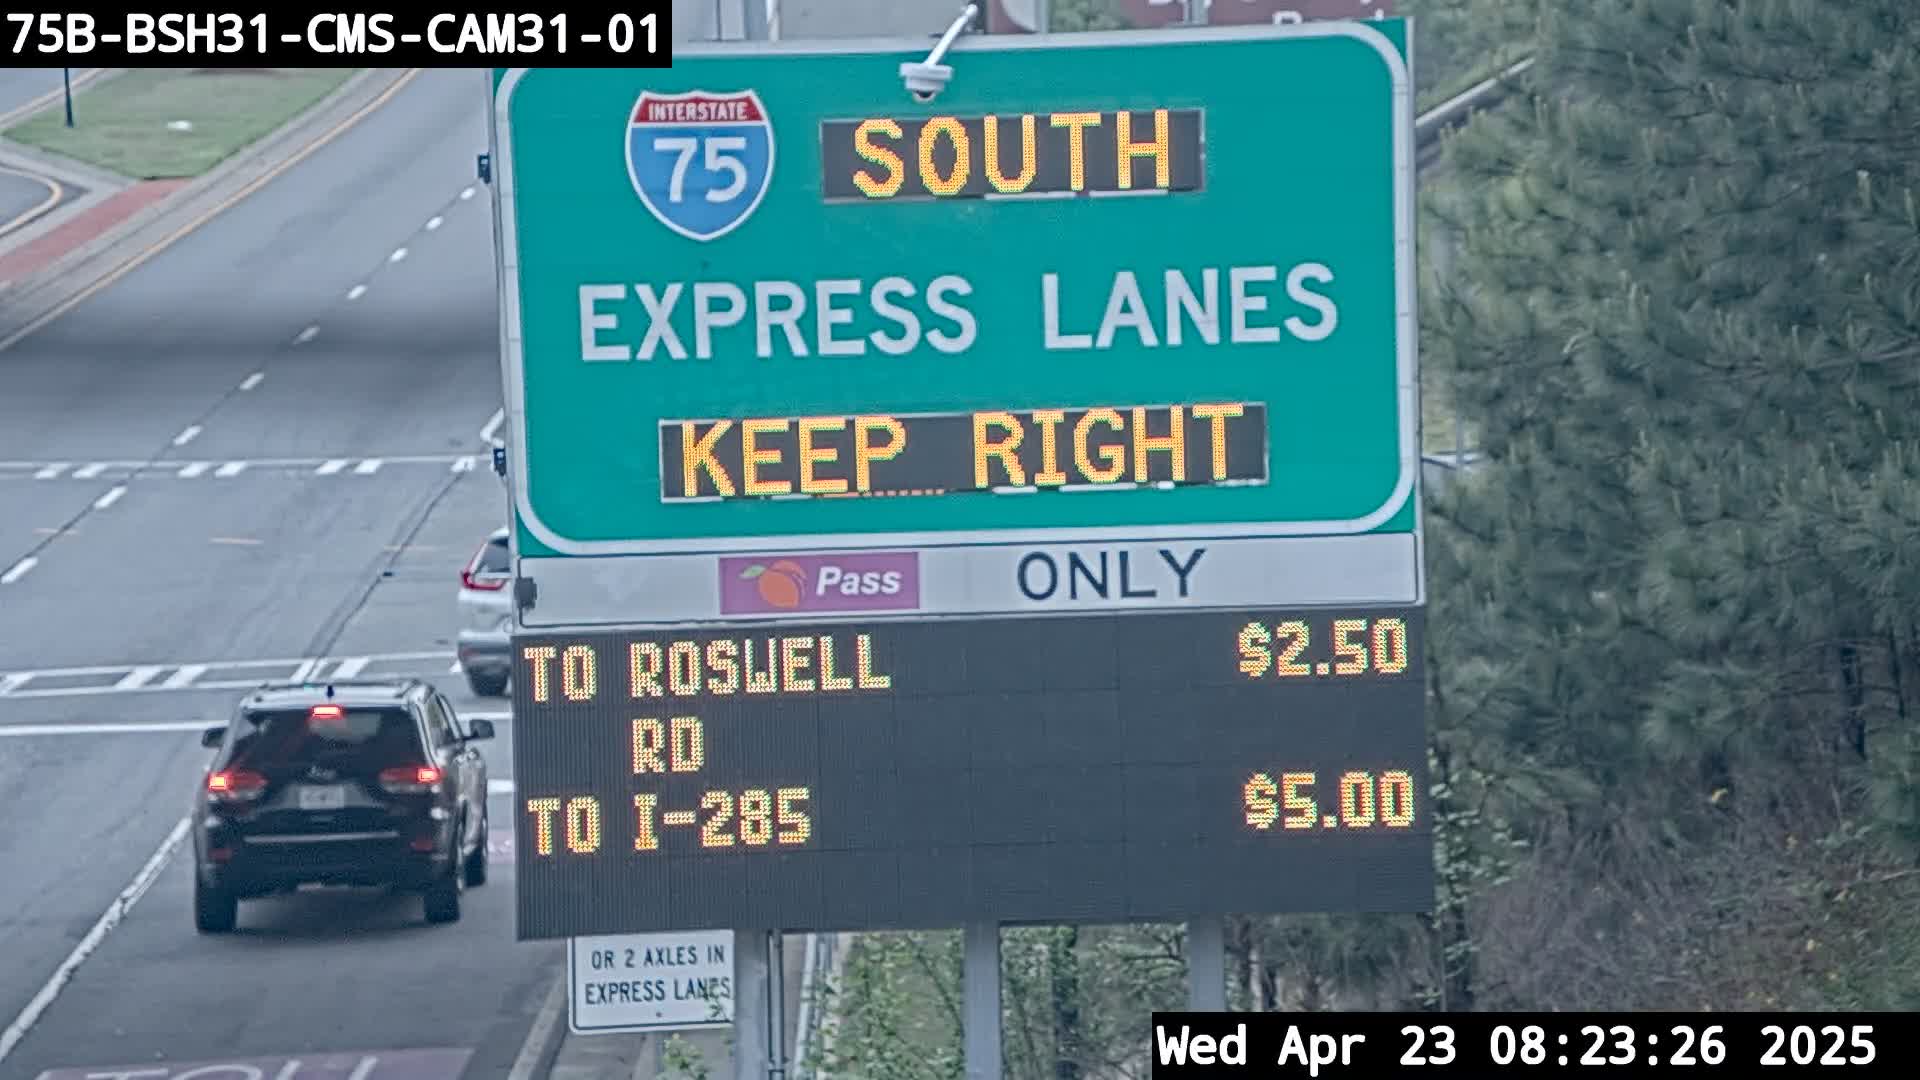 75B-BSH31-CMS-CAM31-01
INTERSTATE
75
SOUTH
EXPRESS LANES
KEEP RIGHT
Pass
ONLY
TO ROSWELL $2.50
RD
TO I-285 $5.00
OR 2 AXLES IN
EXPRESS LANES
TOLL
Wed Apr 23 08:23:26 2025